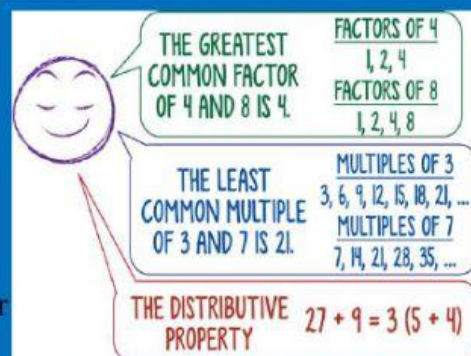 THE GREATEST
COMMON FACTOR
OF 4 AND 8 IS 4.
FACTORS OF 4
1, 2, 4
FACTORS OF 8
1, 2, 4, 8
THE LEAST
COMMON MULTIPLE
OF 3 AND 7 IS 21.
MULTIPLES OF 3
3, 6, 9, 12, 15, 18, 21, ...
MULTIPLES OF 7
7, 14, 21, 28, 35, ...
r
THE DISTRIBUTIVE
PROPERTY
27 + 9 = 3 (5 + 4)